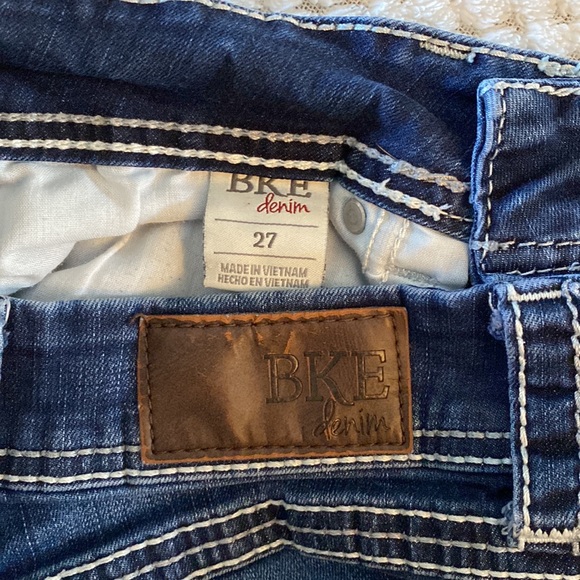 BKE
denim
27
MADE IN VIETNAM
HECHO EN VIETNAM
BKE
denim